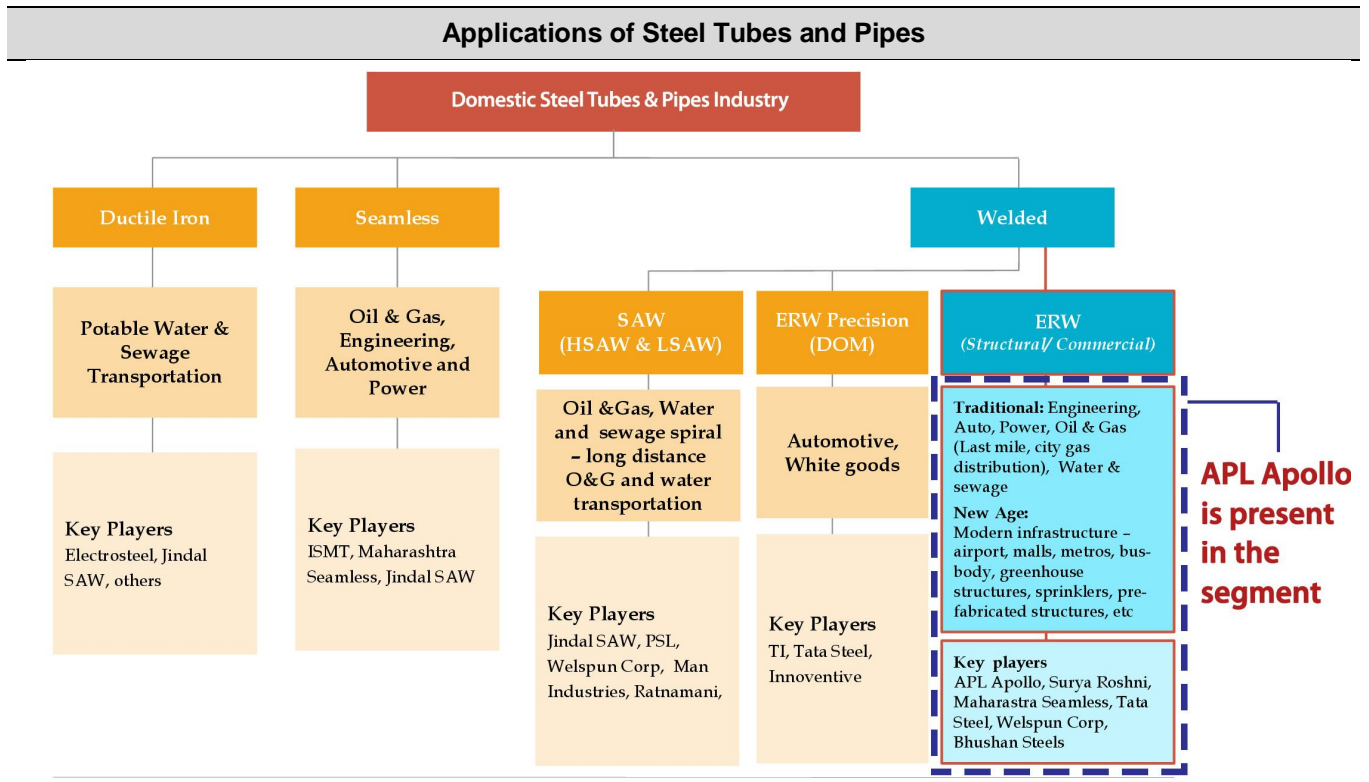 Applications of Steel Tubes and Pipes
Domestic Steel Tubes & Pipes Industry
Ductile Iron
Potable Water &
Sewage
Transportation
Key Players
Electrosteel, Jindal
SAW, others
Seamless
Oil & Gas,
Engineering,
Automotive and
Power
Key Players
ISMT, Maharashtra
Seamless, Jindal SAW
Welded
SAW
(HSAW & LSAW)
Oil &Gas, Water
and sewage spiral
– long distance
O&G and water
transportation
Key Players
Jindal SAW, PSL,
Welspun Corp, Man
Industries, Ratnamani,
ERW Precision
(DOM)
Automotive,
White goods
Key Players
TI, Tata Steel,
Innoventive
ERW
(Structural/ Commercial)
Traditional: Engineering,
Auto, Power, Oil & Gas
(Last mile, city gas
distribution), Water &
sewage
New Age:
Modern infrastructure –
airport, malls, metros, bus-
body, greenhouse
structures, sprinklers, pre-
fabricated structures, etc
Key players
APL Apollo, Surya Roshni,
Maharastra Seamless, Tata
Steel, Welspun Corp,
Bhushan Steels
APL Apollo
is present
in the
segment